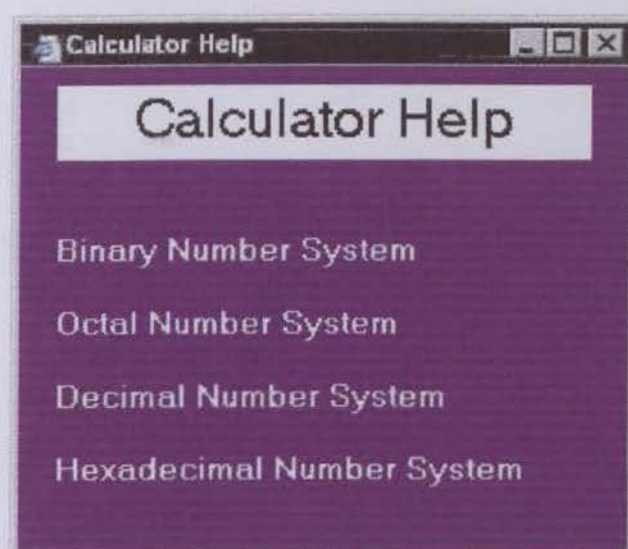 Calculator Help
Calculator Help
Binary Number System
Octal Number System
Decimal Number System
Hexadecimal Number System